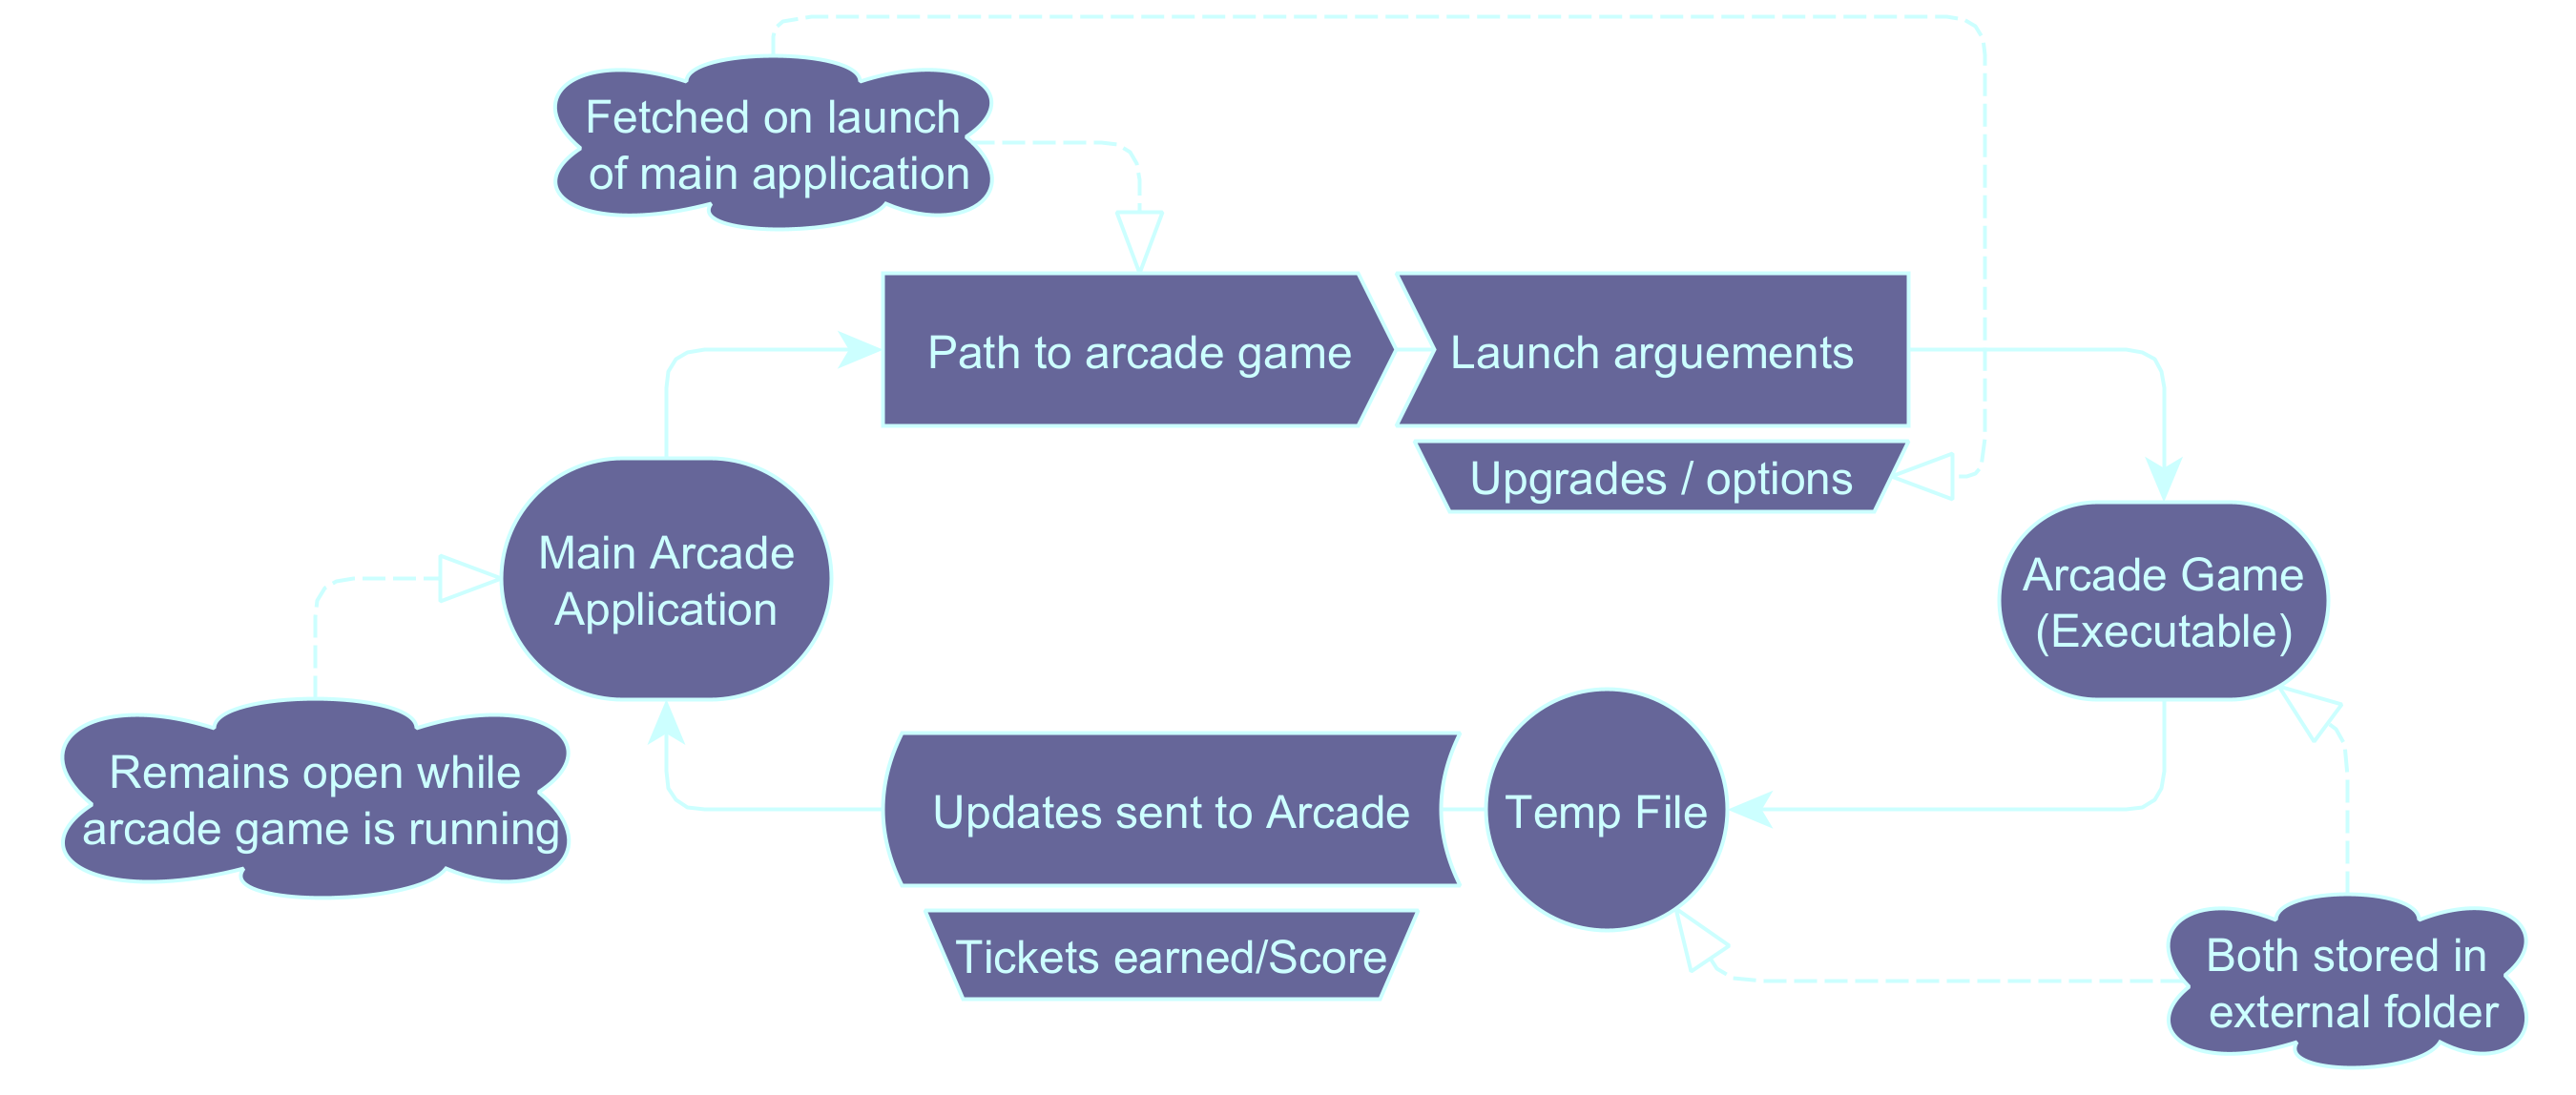 Fetched on launch
of main application
Path to arcade game
Launch arguements
Upgrades / options
Main Arcade
Application
Arcade Game
(Executable)
Remains open while
arcade game is running
Updates sent to Arcade
Temp File
Tickets earned/Score
Both stored in
external folder